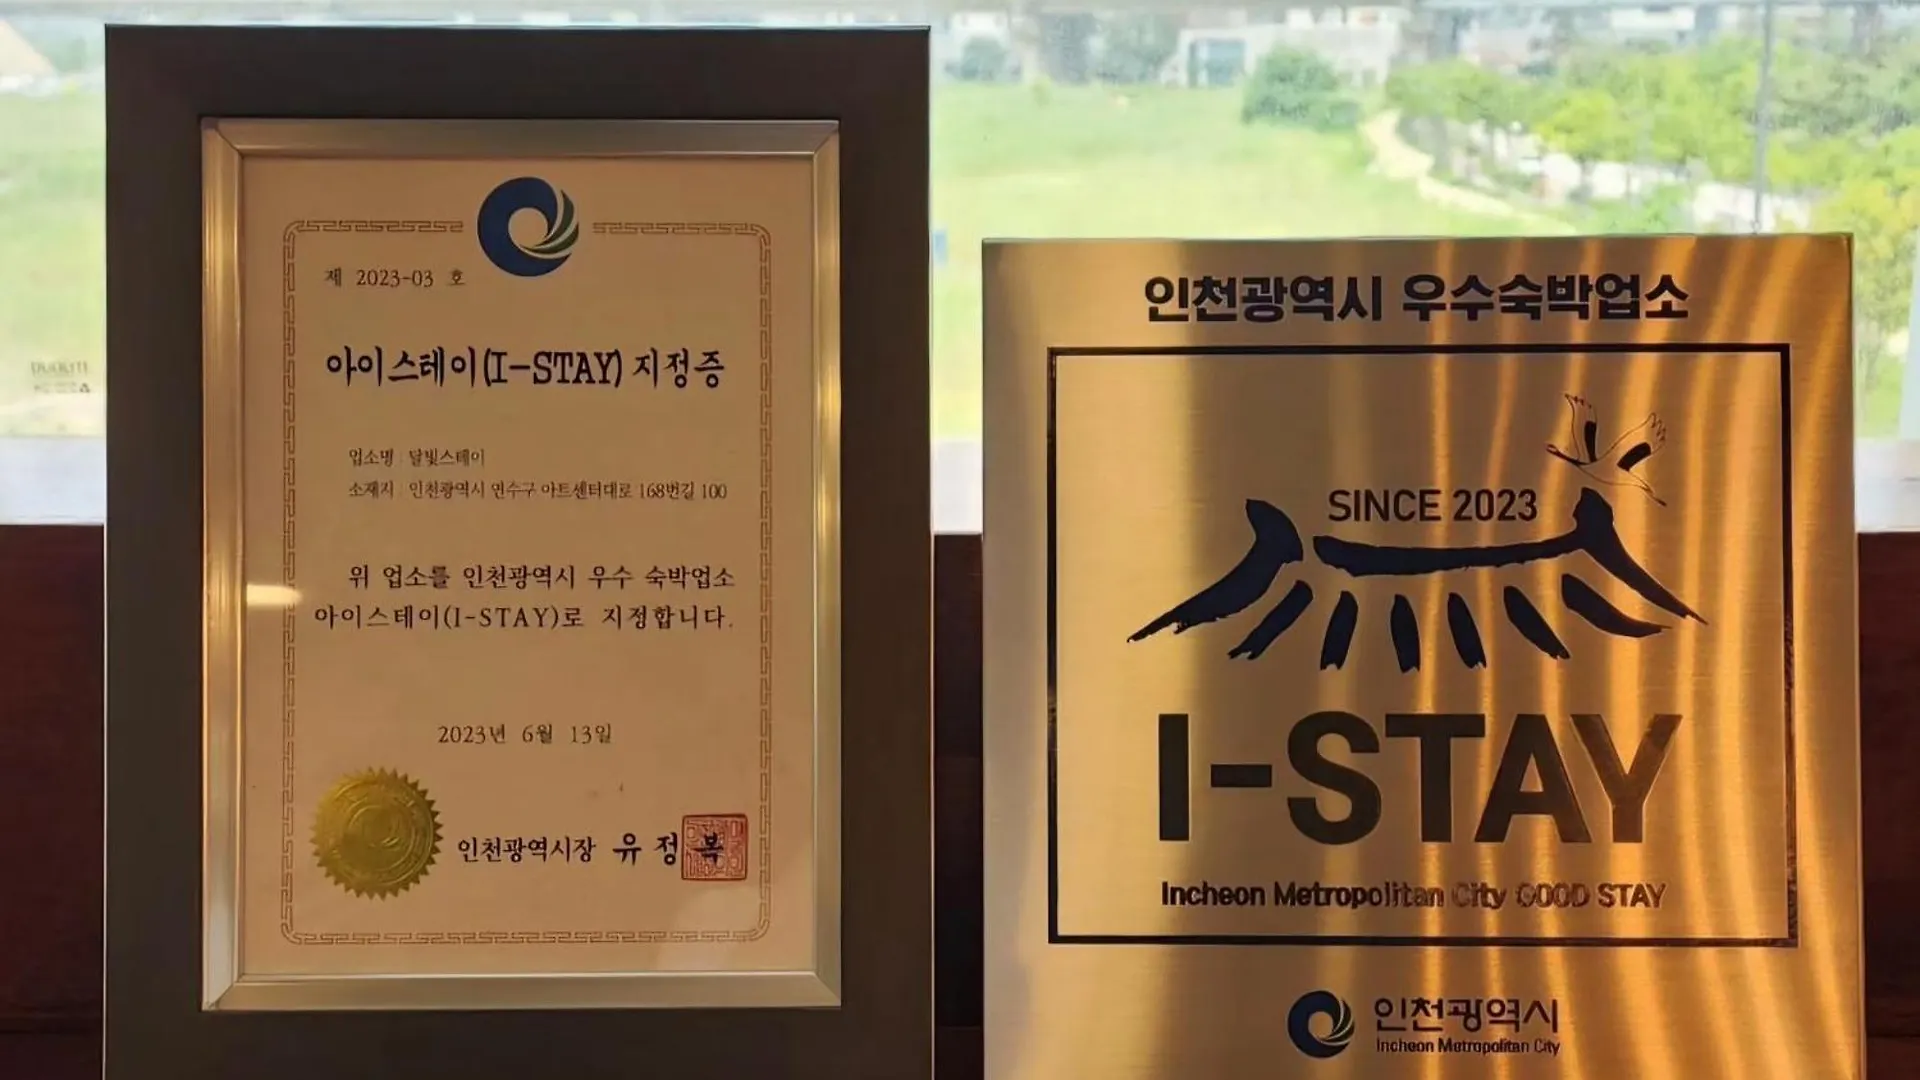 제 2023-03 호
아이스테이(I-STAY) 지정증
업소명 : 달빛스테이
소재지 : 인천광역시 연수구 아트센터대로 168번길 100
위 업소를 인천광역시 우수 숙박업소
아이스테이(I-STAY)로 지정합니다.
2023년 6월 13일
인천광역시장 유정복
인천광역시 우수숙박업소
SINCE 2023
I-STAY
Incheon Metropolitan City GOOD STAY
인천광역시
Incheon Metropolitan City